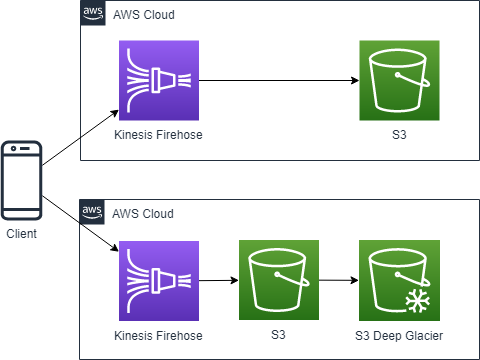 aws AWS Cloud
Kinesis Firehose S3
Client
aws AWS Cloud
Kinesis Firehose S3 S3 Deep Glacier